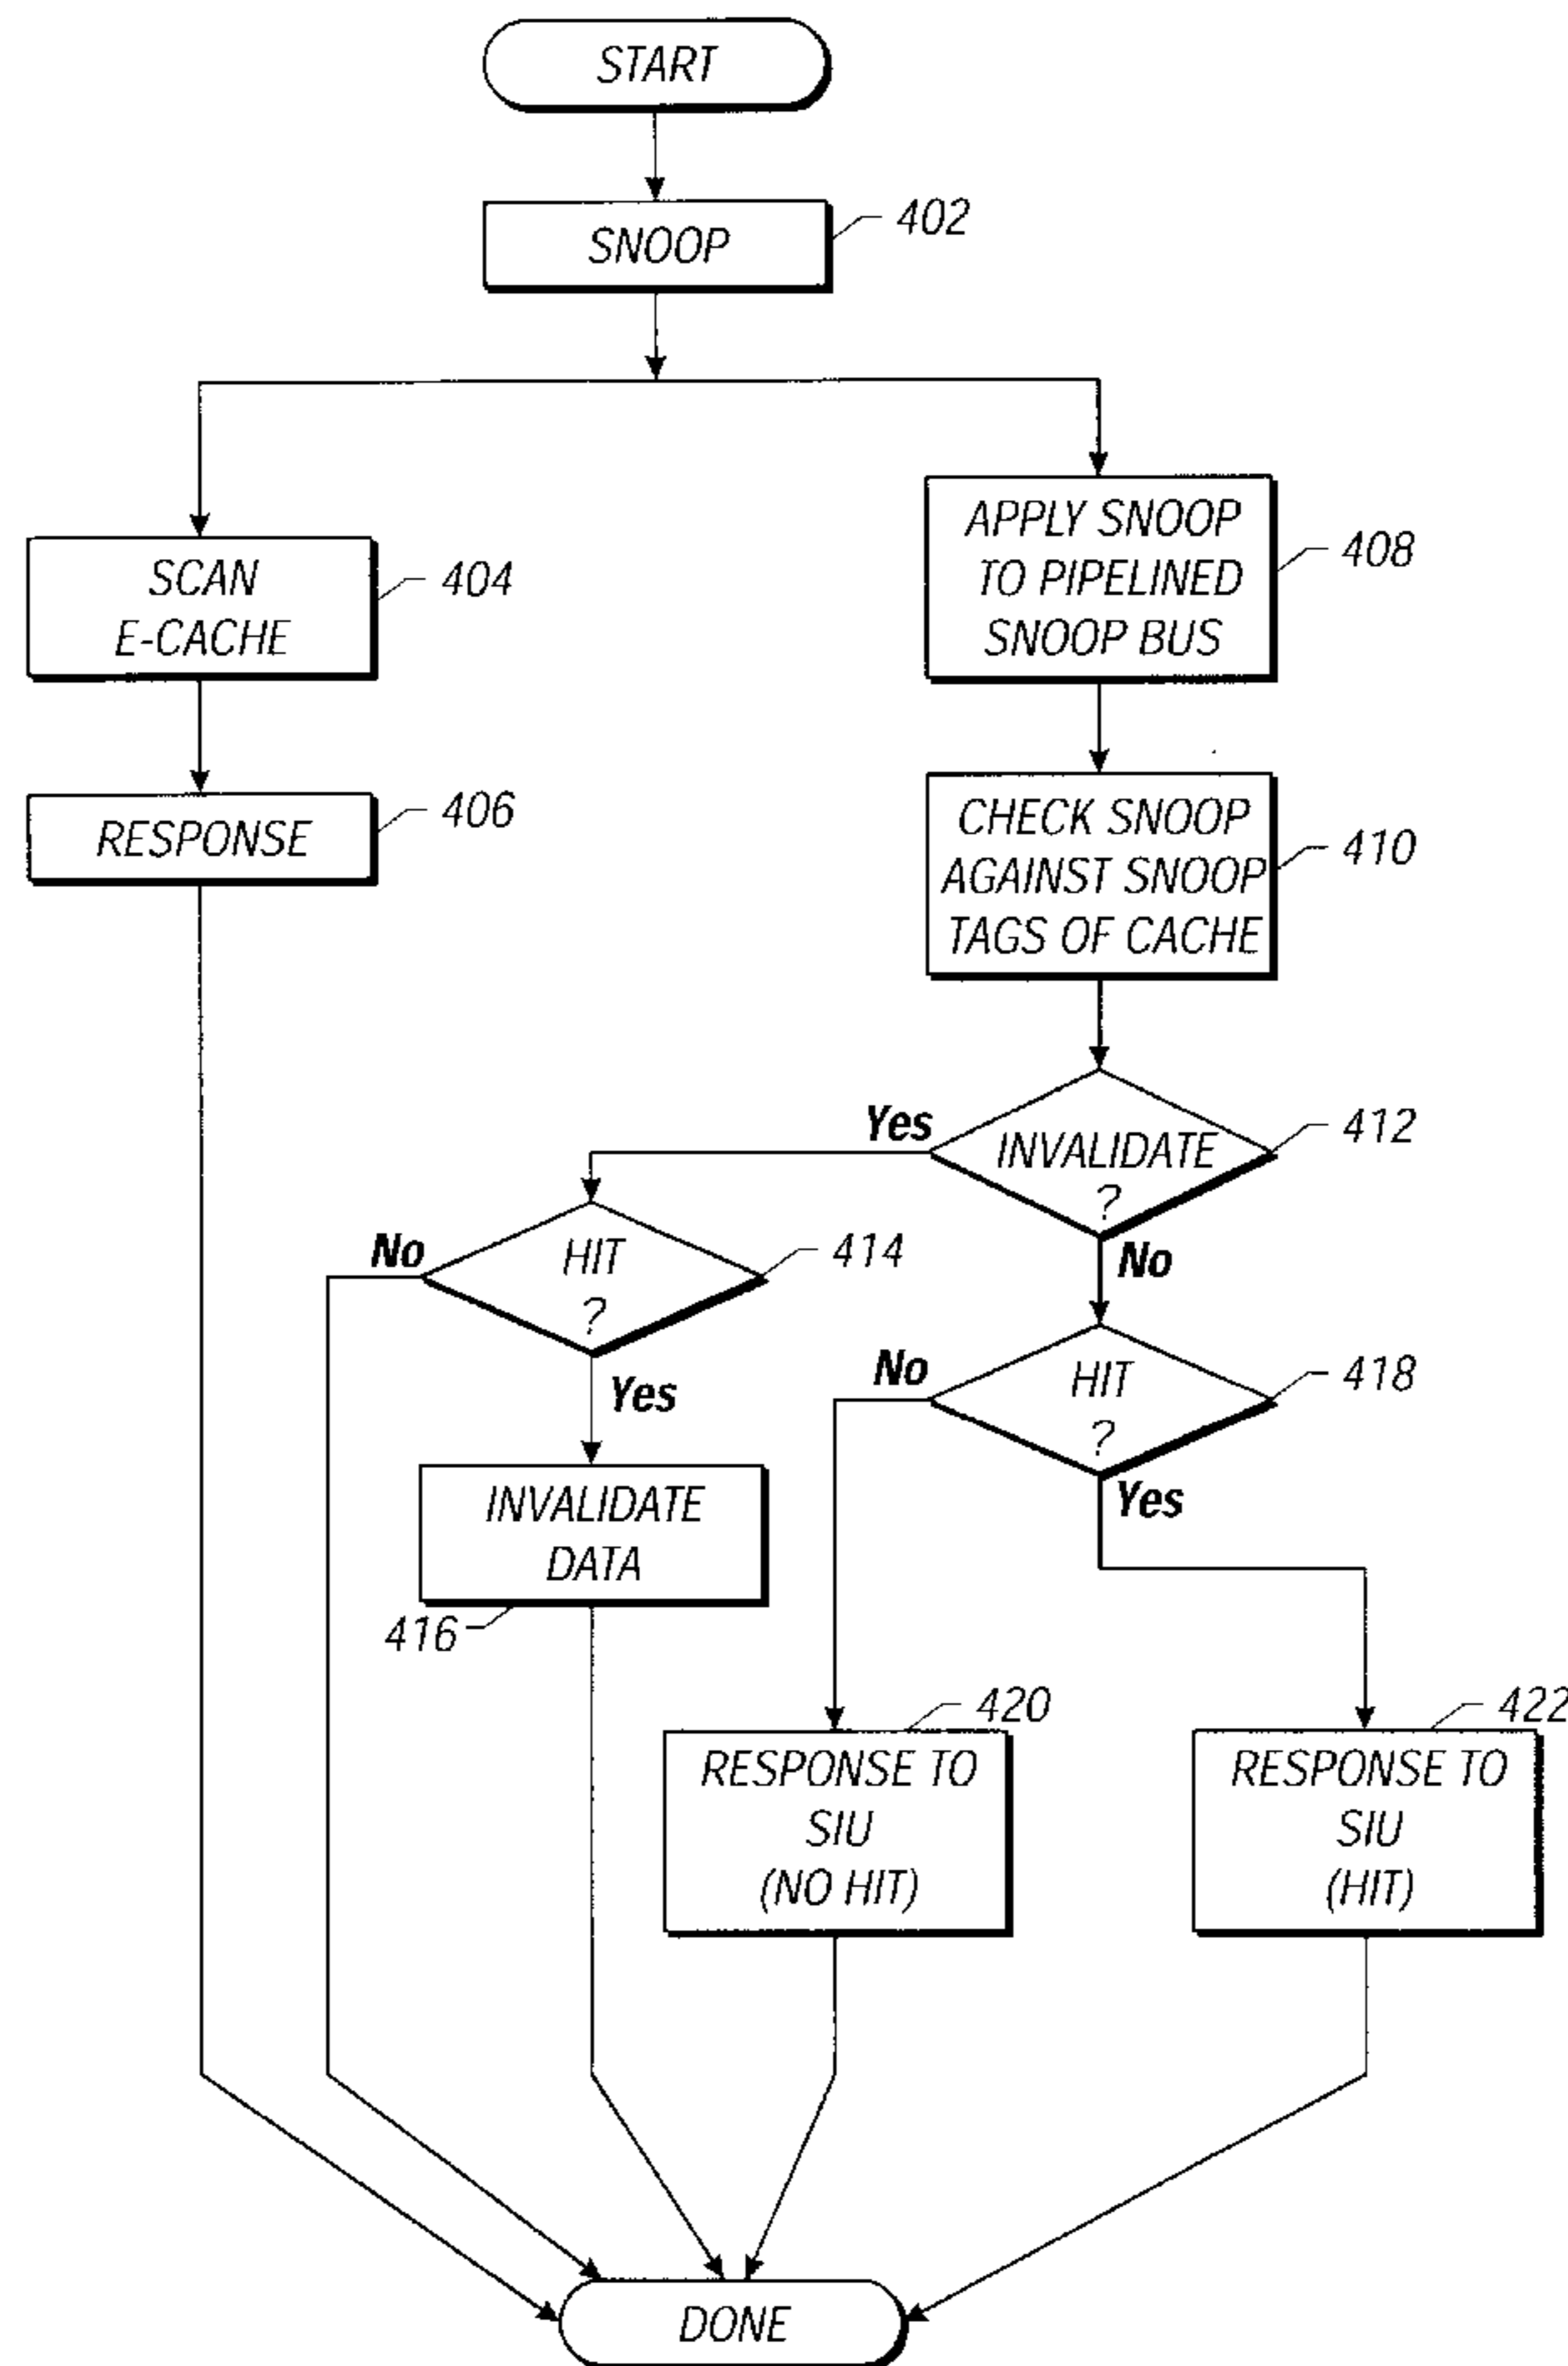 START
SNOOP
402
SCAN
E-CACHE
404
RESPONSE
406
APPLY SNOOP
TO PIPELINED
SNOOP BUS
408
CHECK SNOOP
AGAINST SNOOP
TAGS OF CACHE
410
INVALIDATE
?
412
Yes
No
HIT
?
414
No
Yes
INVALIDATE
DATA
416
HIT
?
418
No
Yes
RESPONSE TO
SIU
(NO HIT)
420
RESPONSE TO
SIU
(HIT)
422
DONE